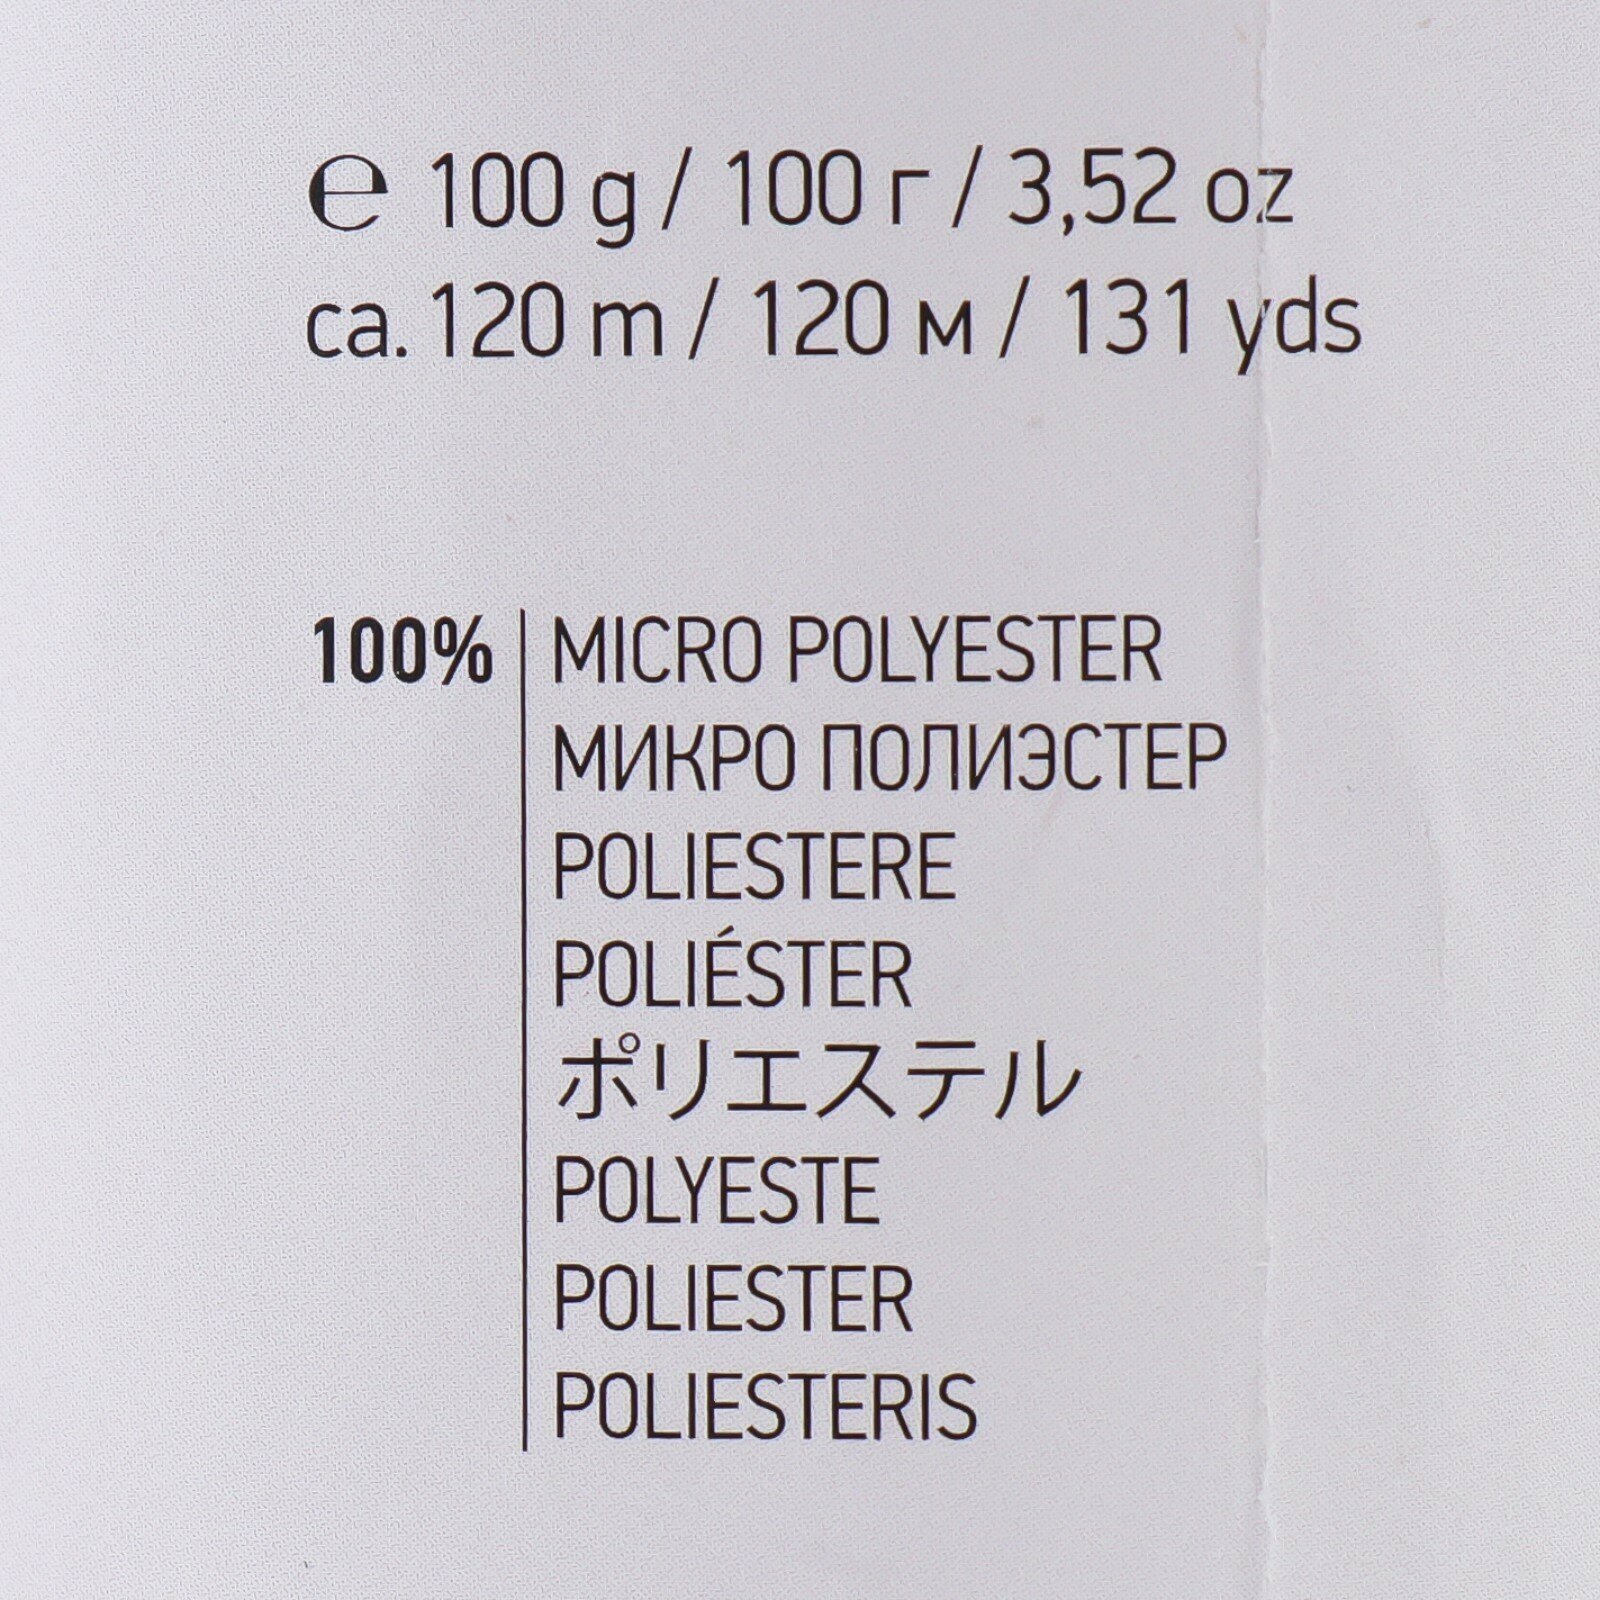 ℮ 100 g / 100 г / 3,52 oz
ca. 120 m / 120 м / 131 yds
100% MICRO POLYESTER
МИКРО ПОЛИЭСТЕР
POLIESTERE
POLIÉSTER
ポリエステル
POLYESTE
POLIESTER
POLIESTERIS